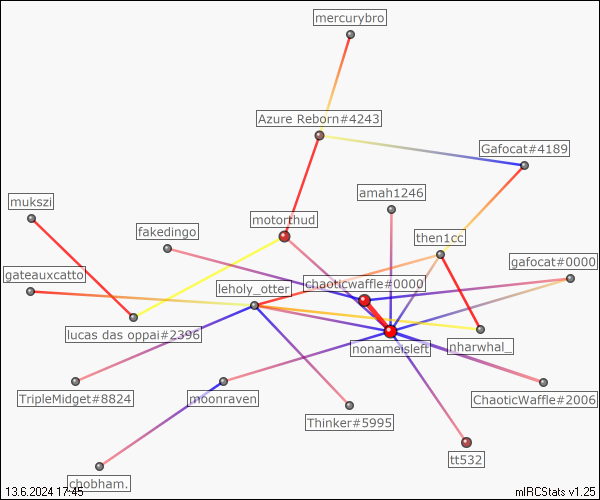 mercurybro
Azure Reborn#4243
Gafocat#4189
amah1246
mukszi
motorthud
fakedingo
then1cc
gafocat#0000
gateauxcatto
leholy_otter
chaoticwaffle#0000
lucas das oppai#2396
nonameisleft
nharwhal_
TripleMidget#8824
moonraven
ChaoticWaffle#2006
Thinker#5995
tt532
chobham.
13.6.2024 17:45
mIRCStats v1.25